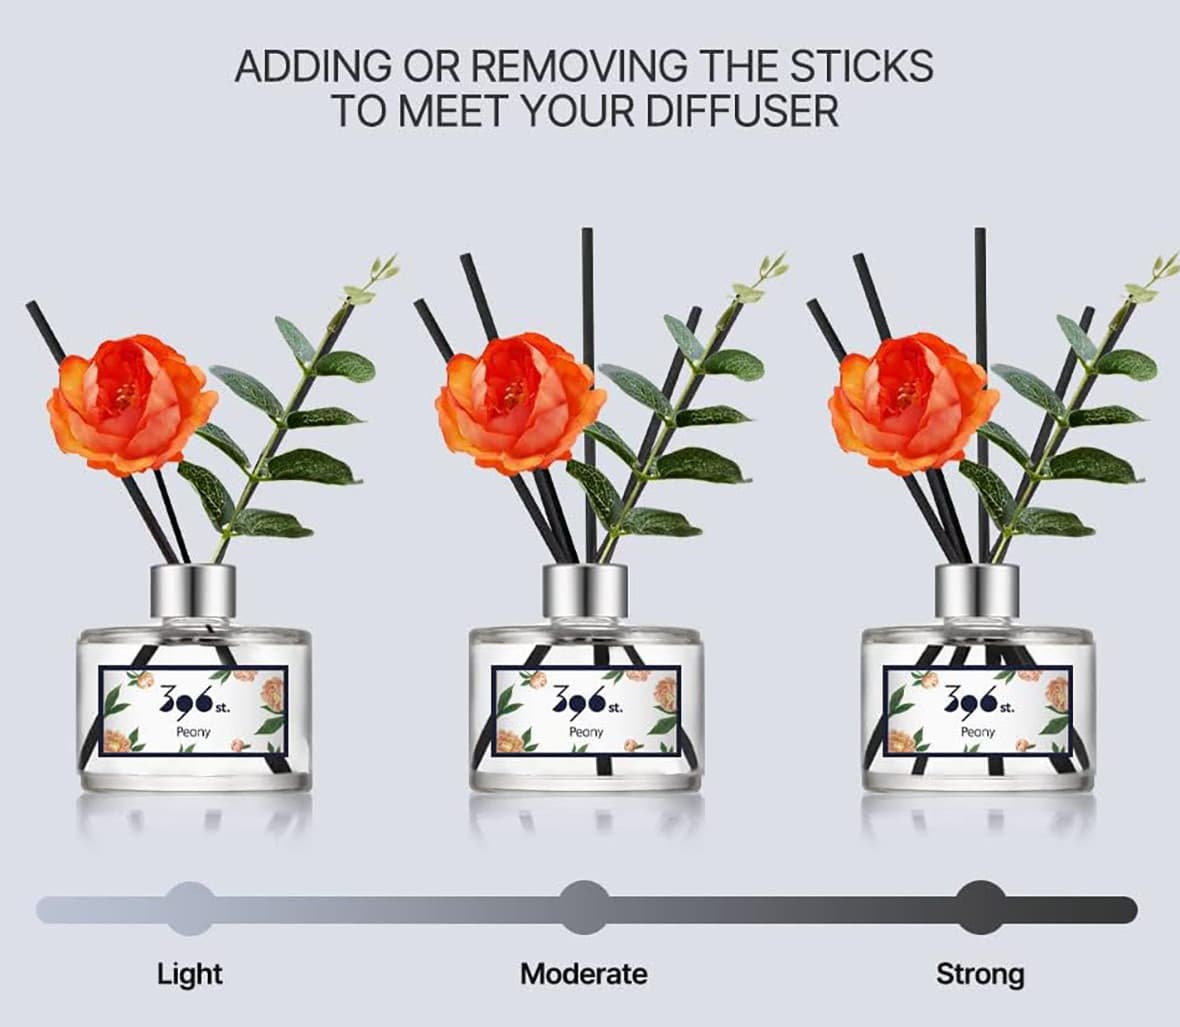 ADDING OR REMOVING THE STICKS
TO MEET YOUR DIFFUSER
396 st.
Peony
396 st.
Peony
396 st.
Peony
Light
Moderate
Strong